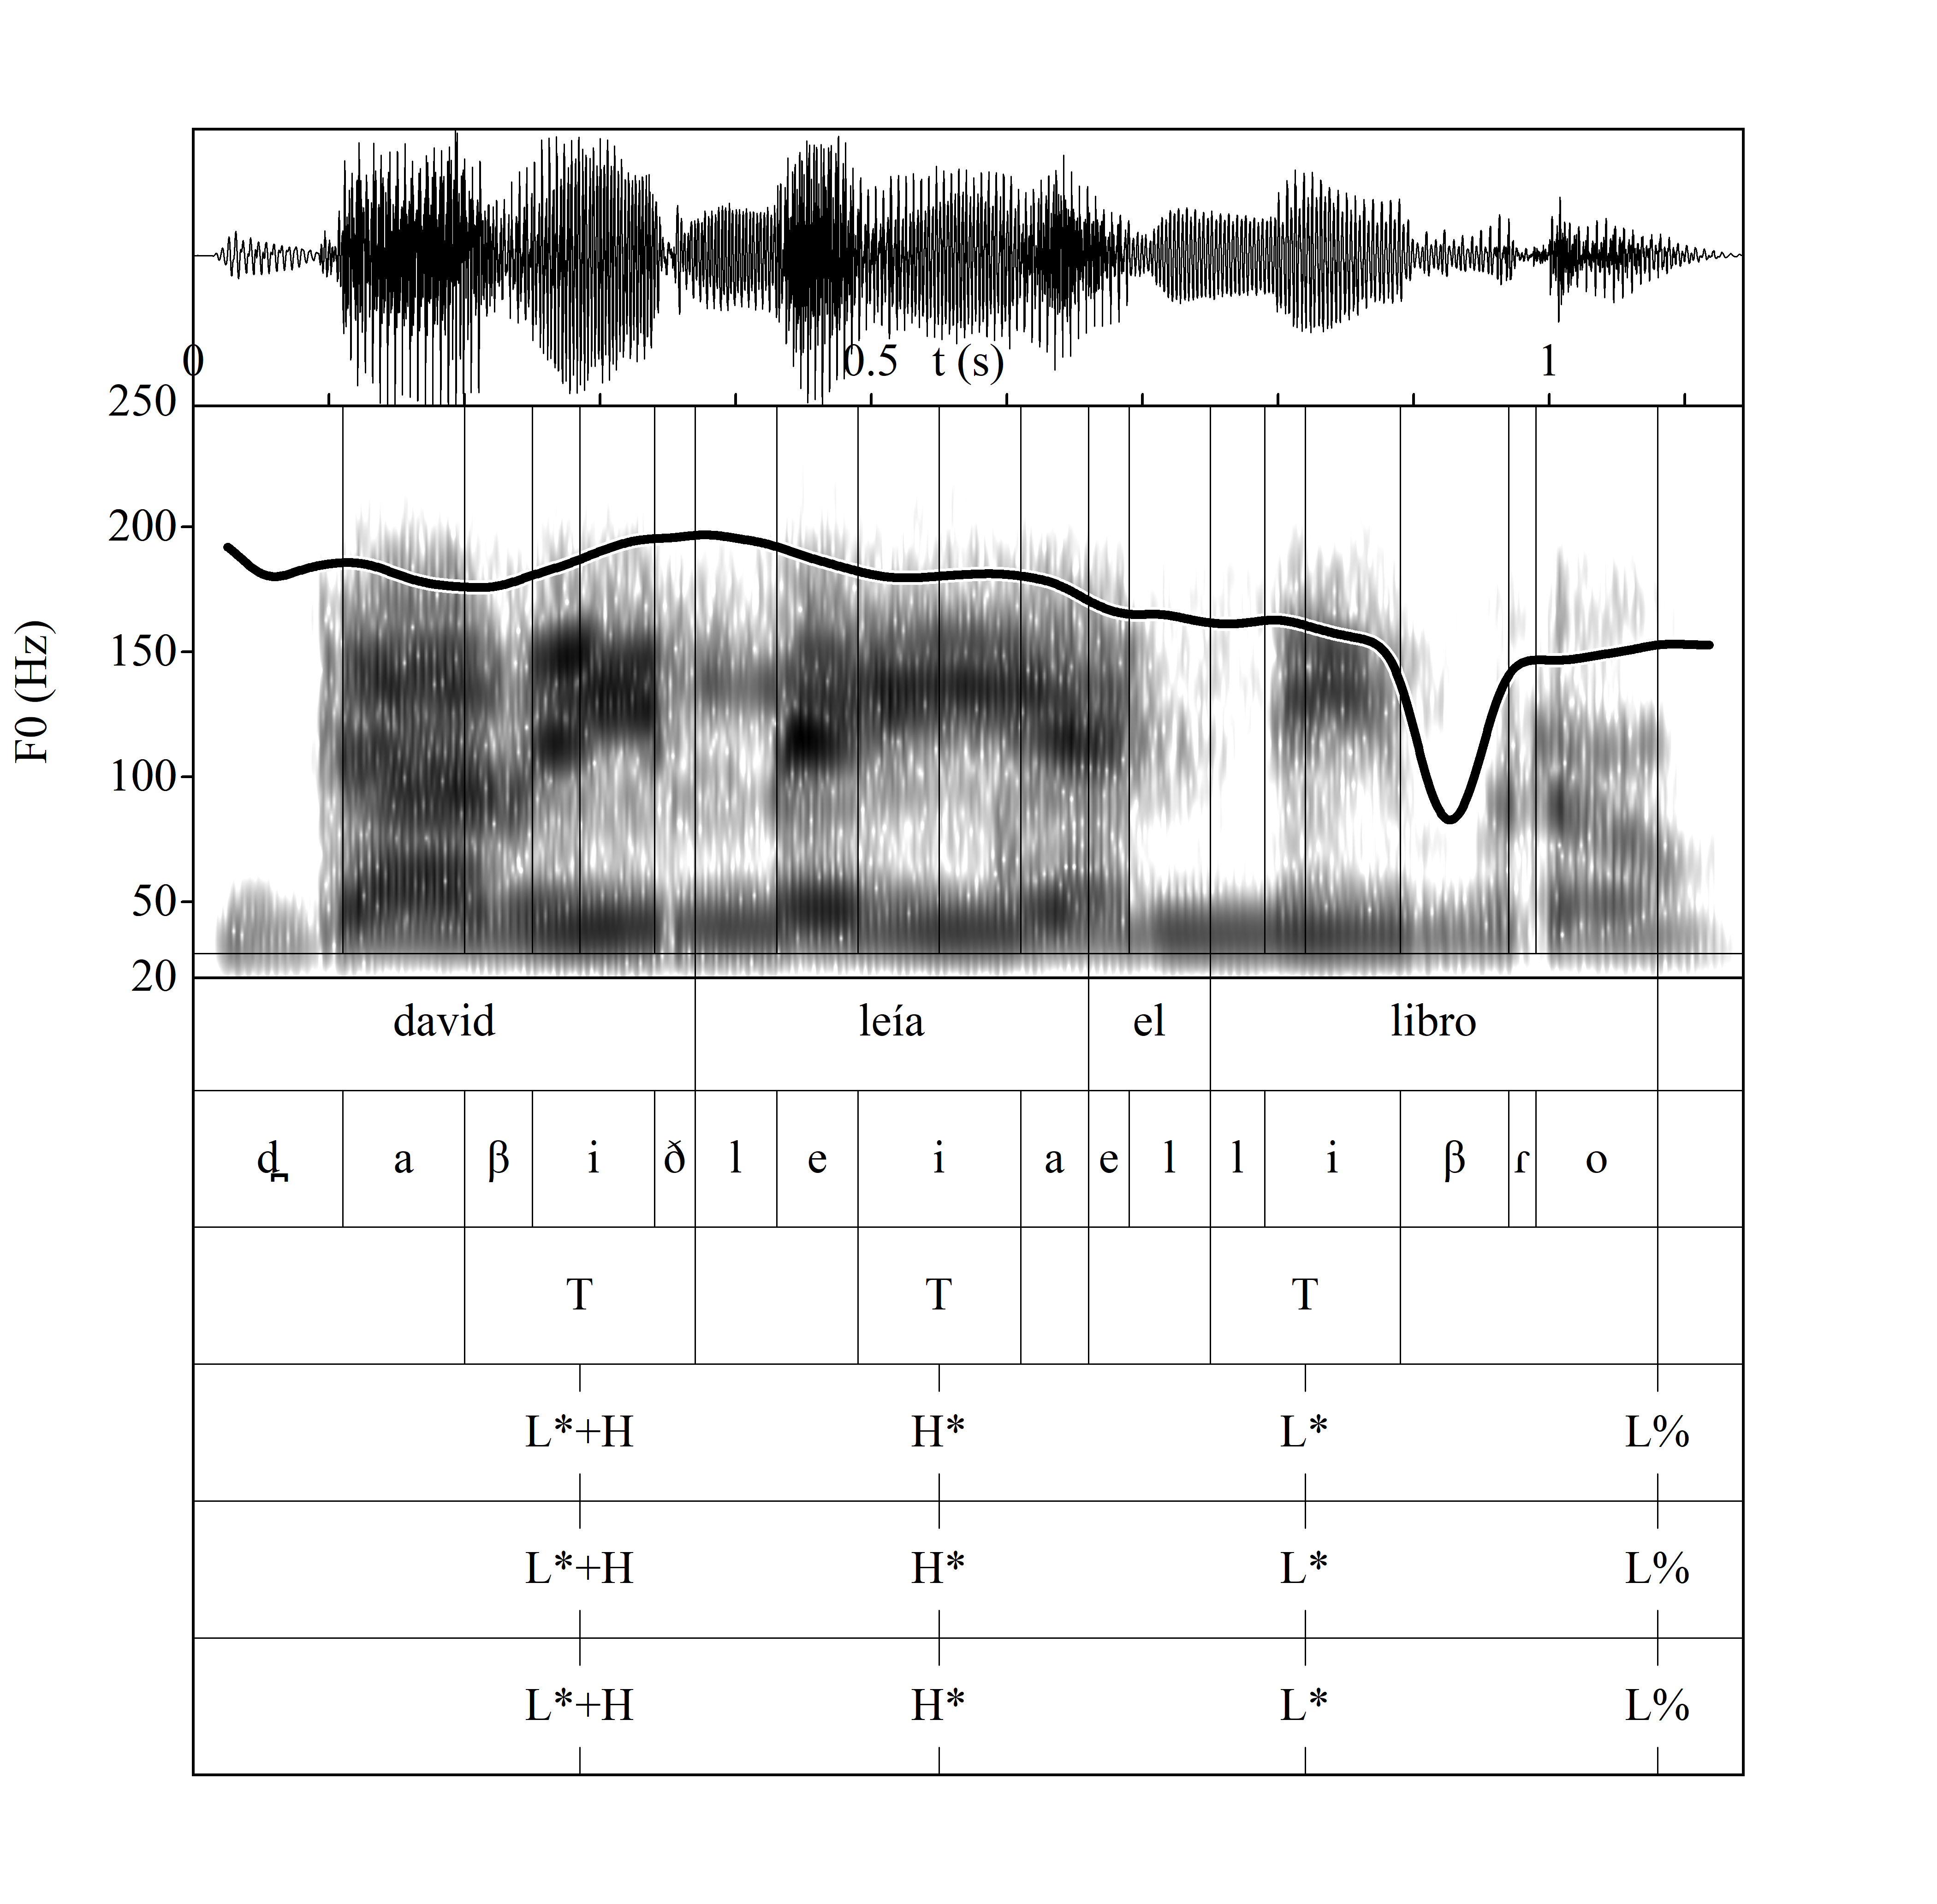 0 0.5 t (s) 1
250
200
150
100
50
20
F0 (Hz)
david leía el libro
d̪ a β i ð l e i a e l l i β ɾ o
T T T
L*+H H* L* L%
L*+H H* L* L%
L*+H H* L* L%